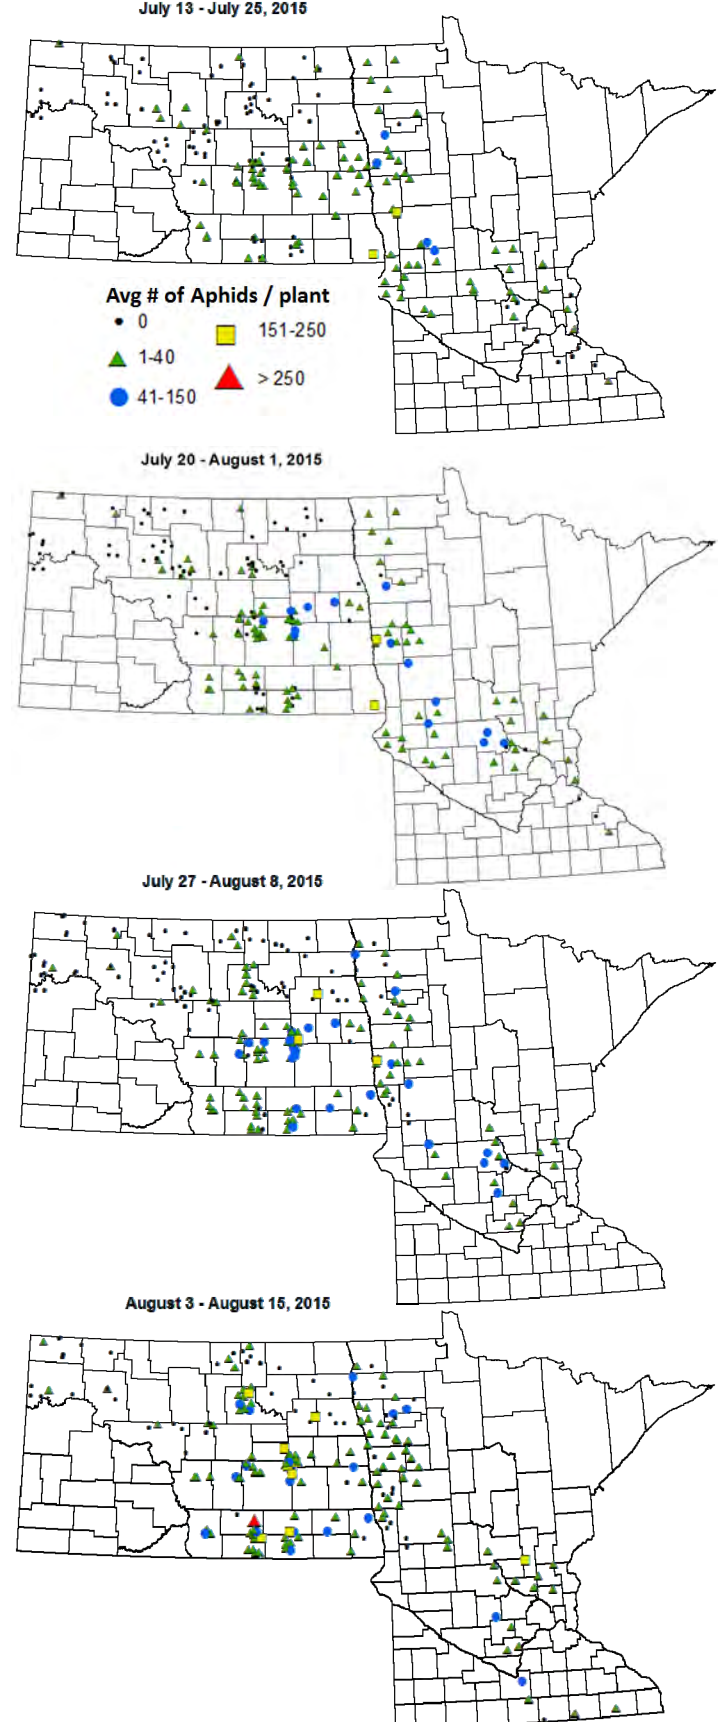 July 13 - July 25, 2015
Avg # of Aphids / plant
0
151-250
1-40
> 250
41-150
July 20 - August 1, 2015
July 27 - August 8, 2015
August 3 - August 15, 2015